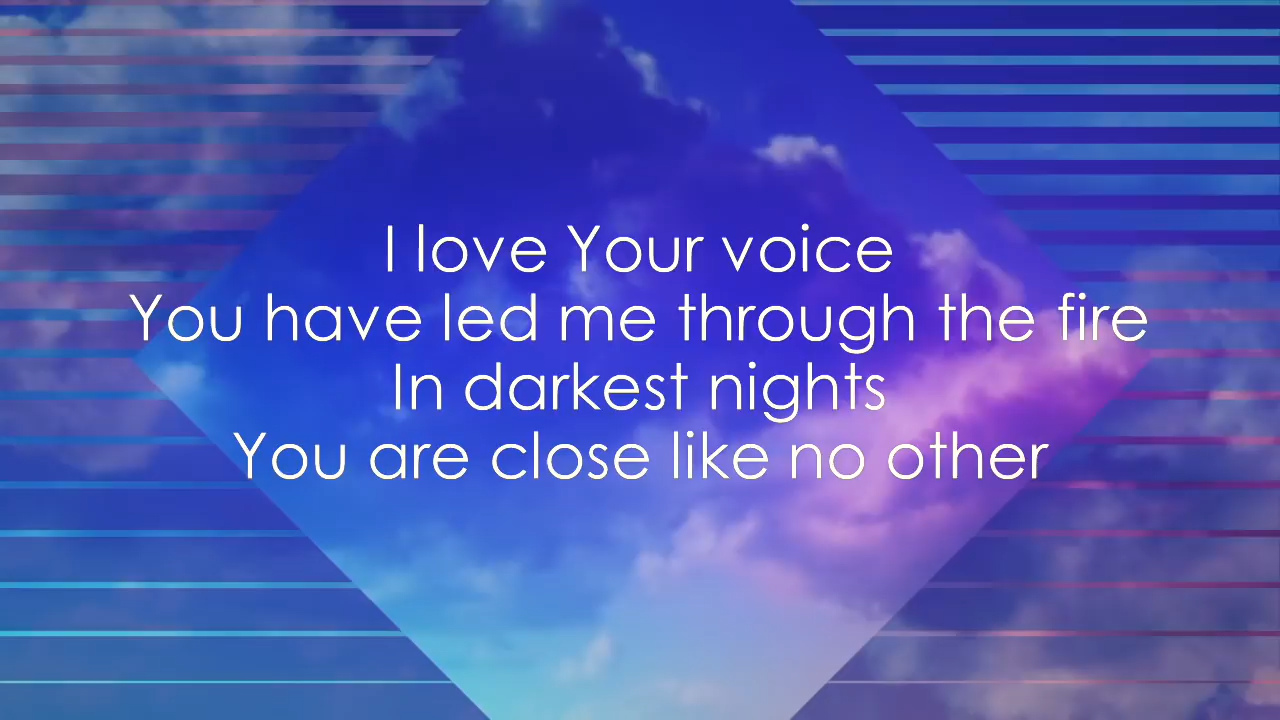 I love Your voice
You have led me through the fire
In darkest nights
You are close like no other